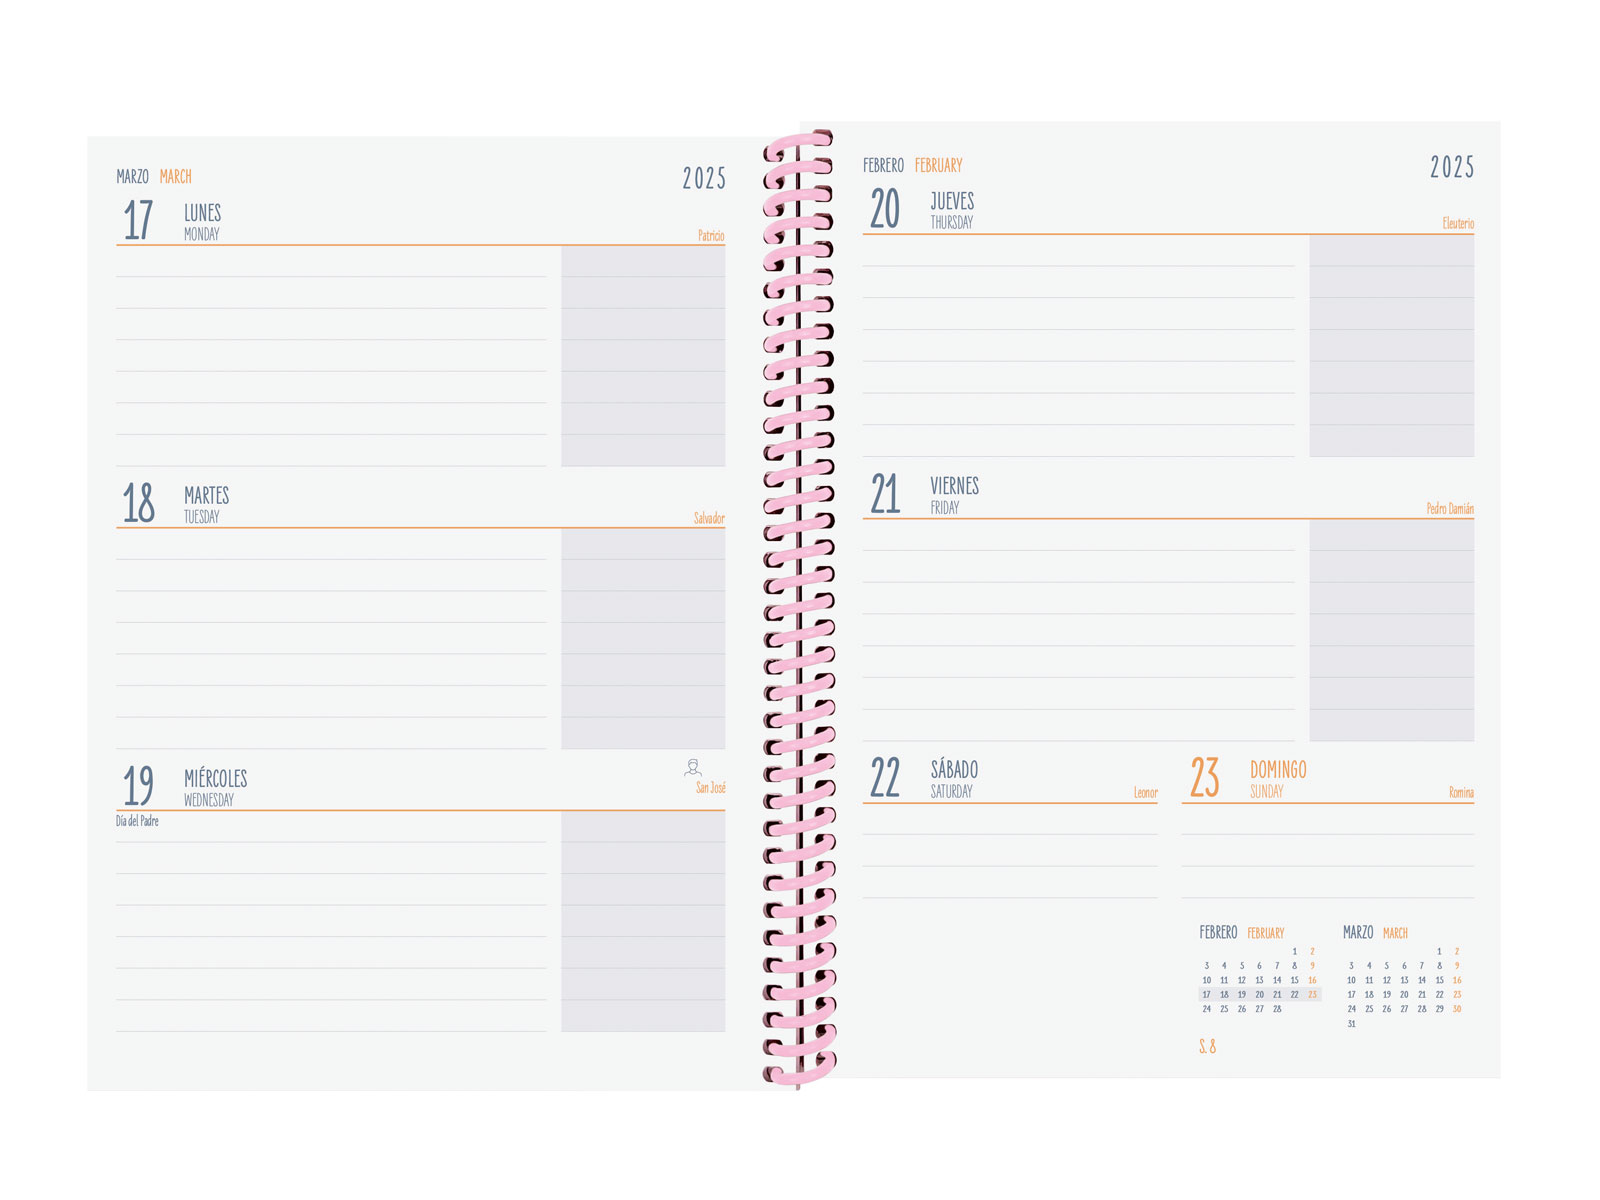 MARZO MARCH 2025
17 LUNES
MONDAY Patricio
18 MARTES
TUESDAY Salvador
19 MIÉRCOLES
WEDNESDAY San José
Día del Padre
FEBRERO FEBRUARY 2025
20 JUEVES
THURSDAY Eleuterio
21 VIERNES
FRIDAY Pedro Damián
22 SÁBADO
SATURDAY Leonor
23 DOMINGO
SUNDAY Romina
FEBRERO FEBRUARY
1 2
3 4 5 6 7 8 9
10 11 12 13 14 15 16
17 18 19 20 21 22 23
24 25 26 27 28
MARZO MARCH
1 2
3 4 5 6 7 8 9
10 11 12 13 14 15 16
17 18 19 20 21 22 23
24 25 26 27 28 29 30
31
S. 8